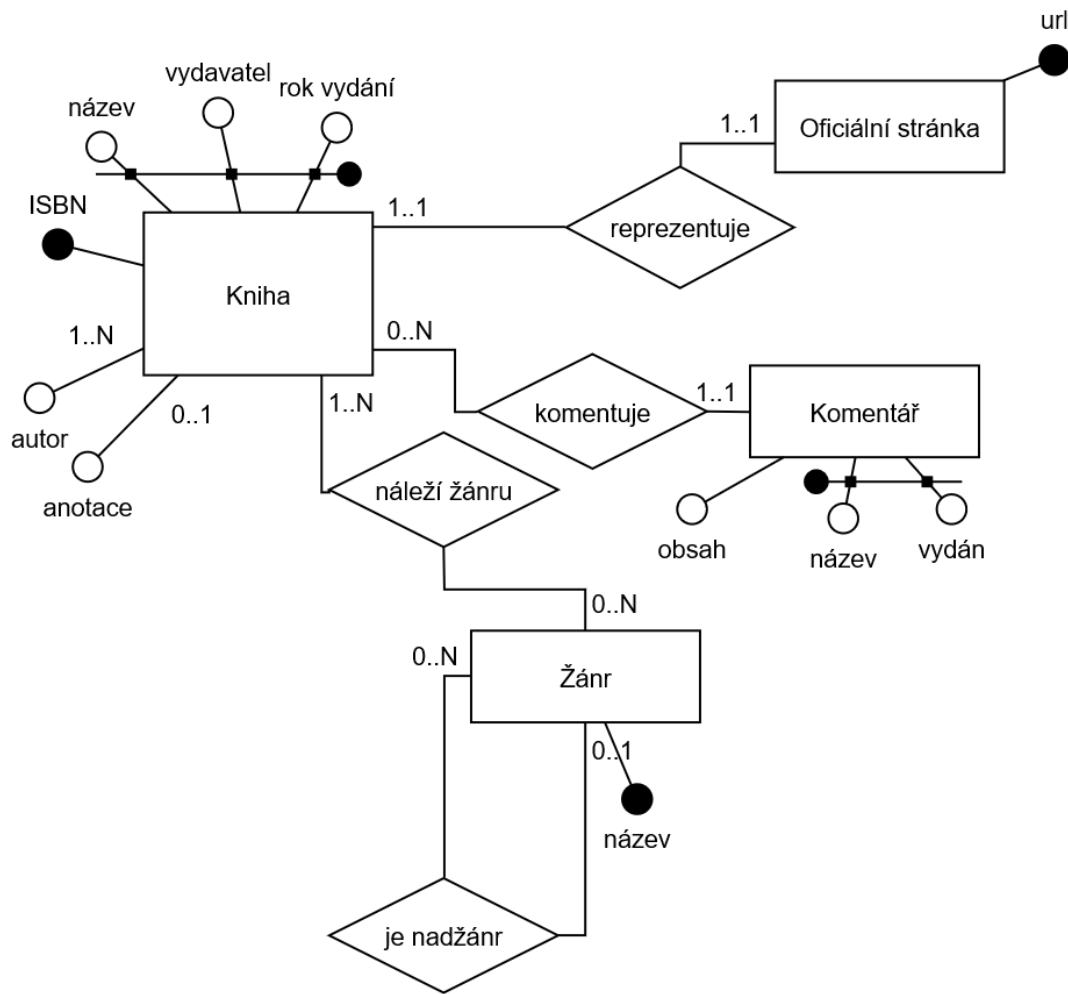 url
vydavatel
rok vydání
název
1..1
Oficiální stránka
ISBN
1..1
reprezentuje
Kniha
1..N
0..N
0..1
1..N
1..1
komentuje
Komentář
autor
anotace
náleží žánru
obsah
název
vydán
0..N
0..N
Žánr
0..1
název
je nadžánr